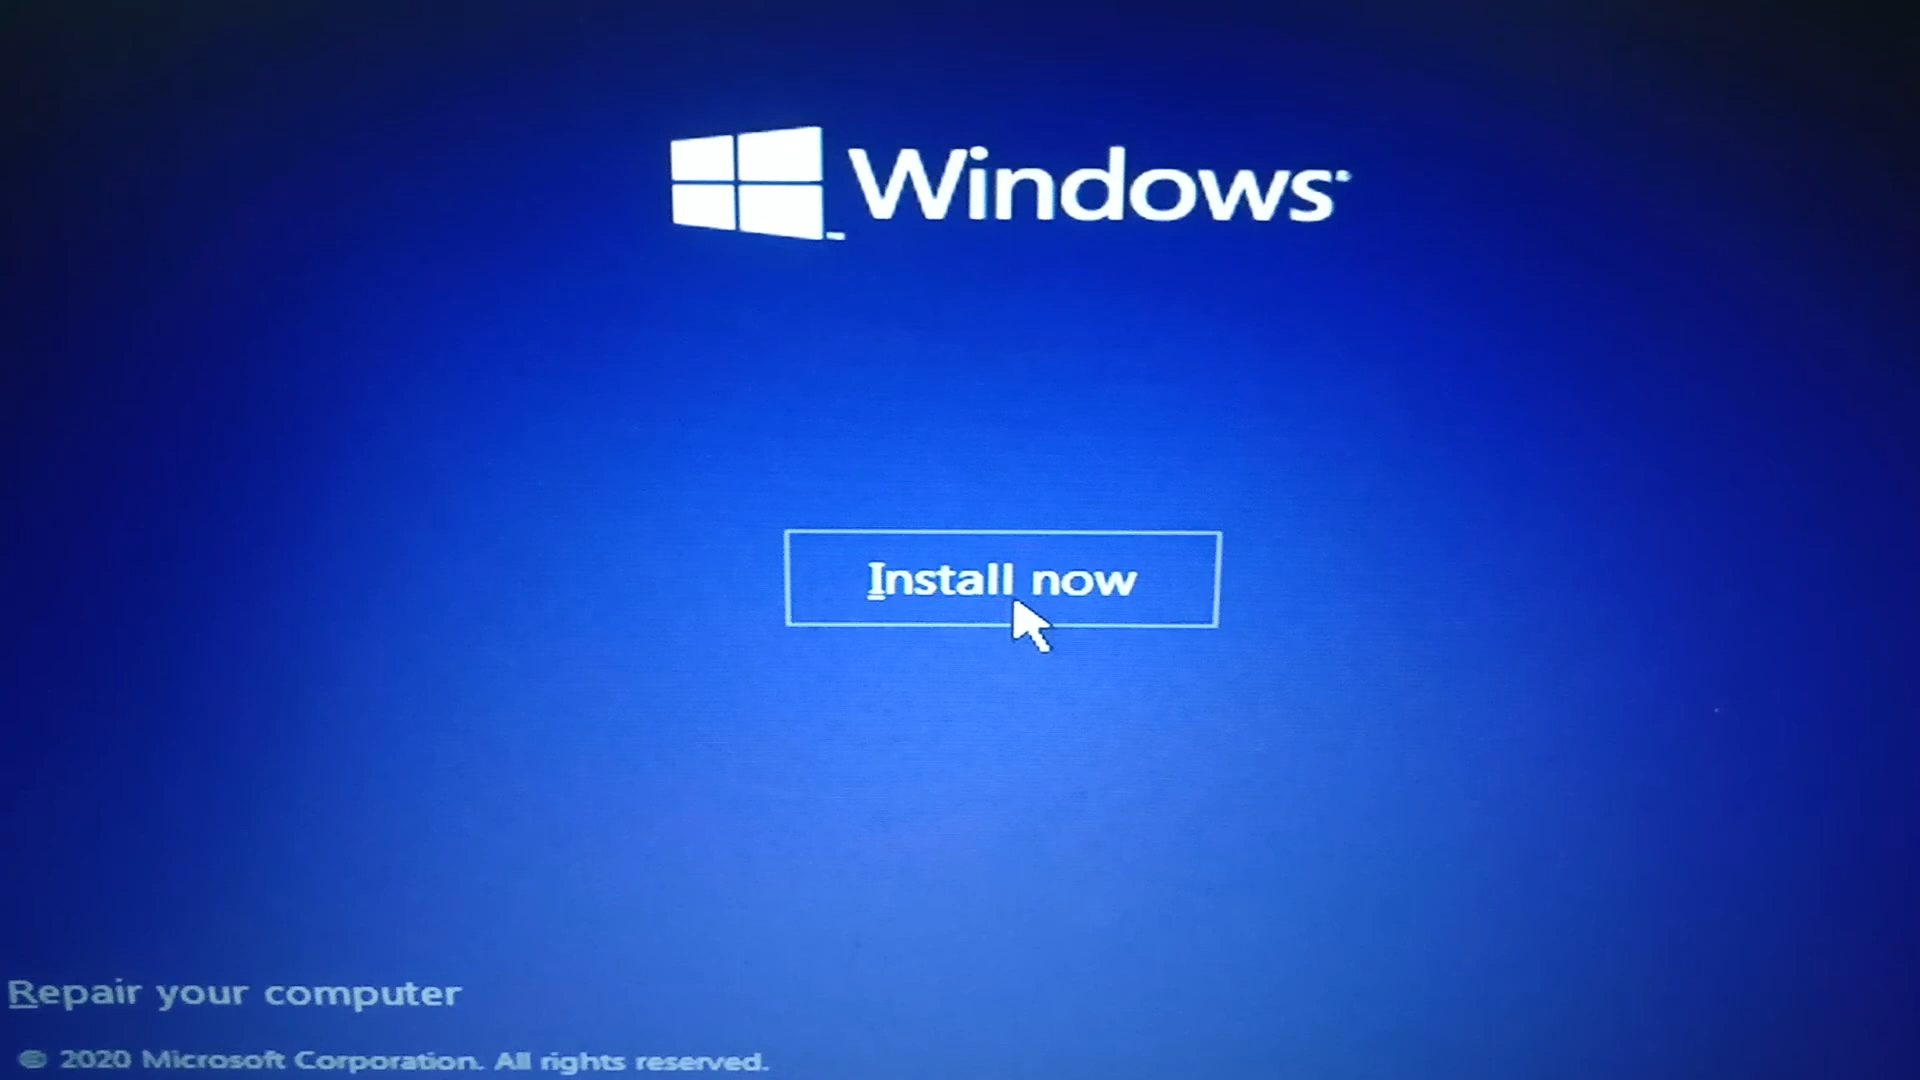 Windows
Install now
Repair your computer
© 2020 Microsoft Corporation. All rights reserved.